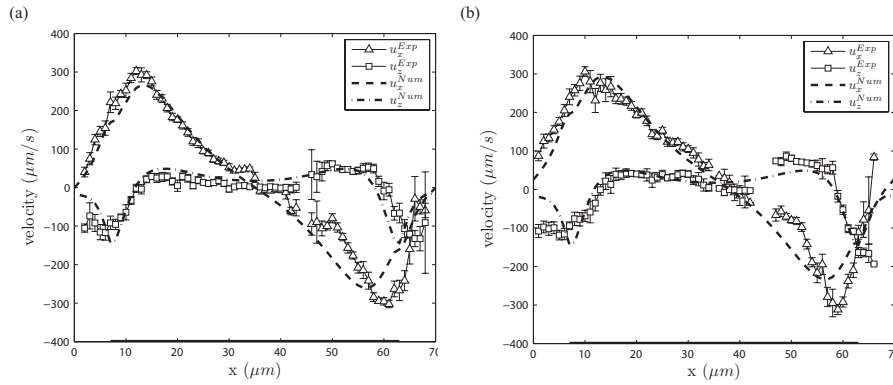 (a)
velocity (μm/s)
400
300
200
100
0
−100
−200
−300
−400
0 10 20 30 40 50 60 70
x (μm)
u_x^{Exp}
u_z^{Exp}
u_x^{Num}
u_z^{Num}
(b)
velocity (μm/s)
400
300
200
100
0
−100
−200
−300
−400
0 10 20 30 40 50 60 70
x (μm)
u_x^{Exp}
u_z^{Exp}
u_x^{Num}
u_z^{Num}